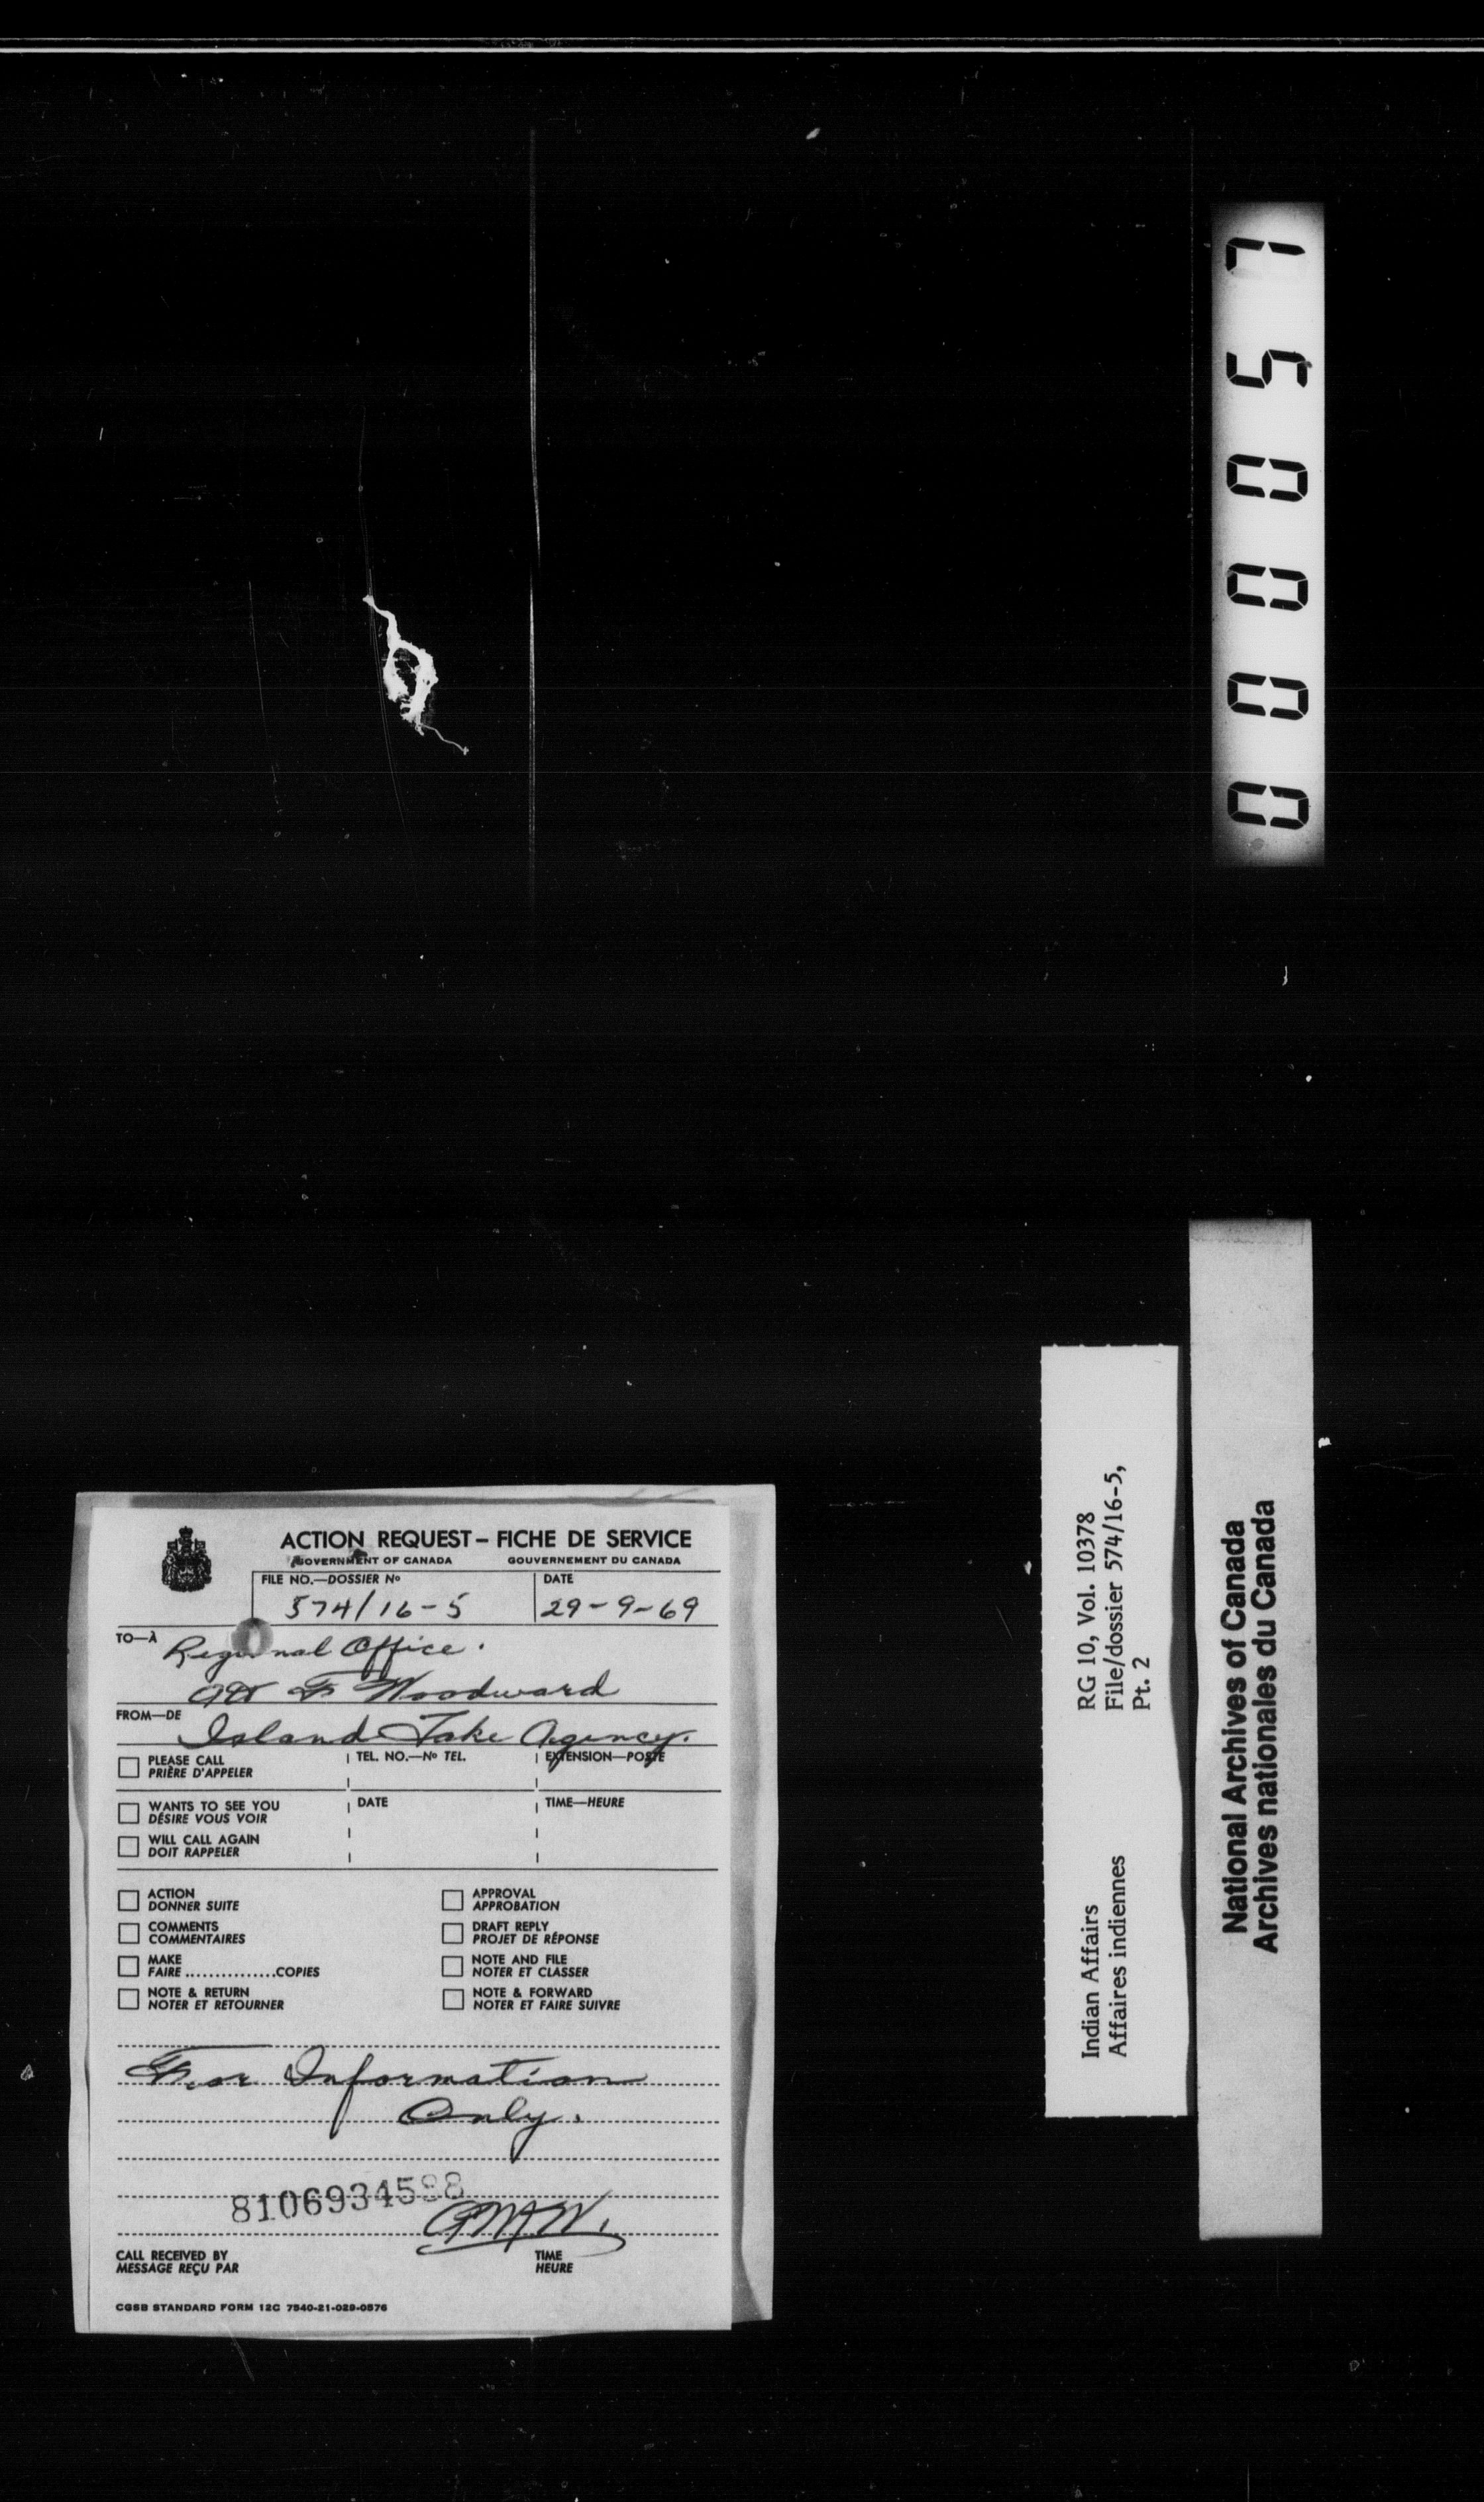 000057
ACTION REQUEST – FICHE DE SERVICE
GOVERNMENT OF CANADA GOUVERNEMENT DU CANADA
FILE NO.—DOSSIER No DATE
574/16-5 29-9-69
TO—À Regional Office.
F Woodward
FROM—DE Island Lake Agency.
PLEASE CALL TEL. NO.—No TEL. EXTENSION—POSTE
PRIÈRE D'APPELER
WANTS TO SEE YOU DATE TIME—HEURE
DÉSIRE VOUS VOIR
WILL CALL AGAIN
DOIT RAPPELER
ACTION APPROVAL
DONNER SUITE APPROBATION
COMMENTS DRAFT REPLY
COMMENTAIRES PROJET DE RÉPONSE
MAKE NOTE AND FILE
FAIRE ...............COPIES NOTER ET CLASSER
NOTE & RETURN NOTE & FORWARD
NOTER ET RETOURNER NOTER ET FAIRE SUIVRE
For Information
Only.
8106934588
CALL RECEIVED BY TIME
MESSAGE REÇU PAR HEURE
CGSB STANDARD FORM 12C 7540-21-029-0576
Indian Affairs RG 10, Vol. 10378
Affaires indiennes File/dossier 574/16-5,
Pt. 2
National Archives of Canada
Archives nationales du Canada